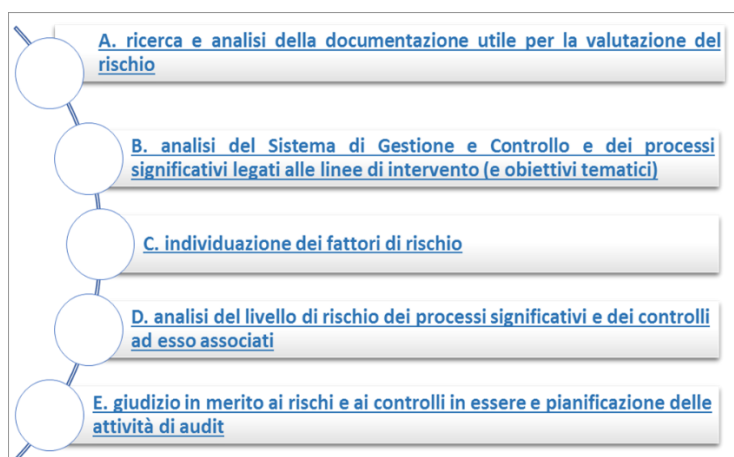 A. ricerca e analisi della documentazione utile per la valutazione del
rischio
B. analisi del Sistema di Gestione e Controllo e dei processi
significativi legati alle linee di intervento (e obiettivi tematici)
C. individuazione dei fattori di rischio
D. analisi del livello di rischio dei processi significativi e dei controlli
ad esso associati
E. giudizio in merito ai rischi e ai controlli in essere e pianificazione delle
attività di audit